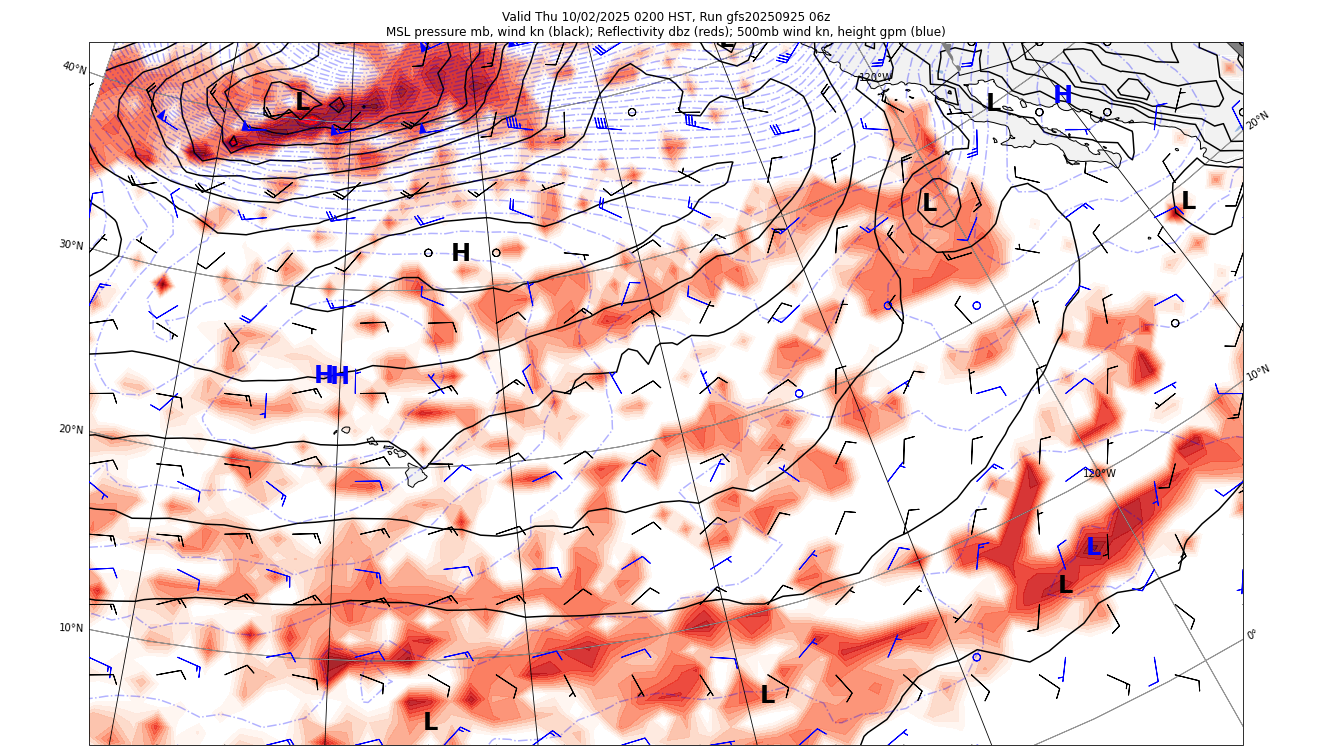 Valid Thu 10/02/2025 0200 HST, Run gfs20250925 06z
MSL pressure mb, wind kn (black); Reflectivity dbz (reds); 500mb wind kn, height gpm (blue)
L
40°N
120°W
L
H
L
20°N
L
L
30°N
H
10°N
H
H
20°N
120°W
L
L
10°N
0°
L
L